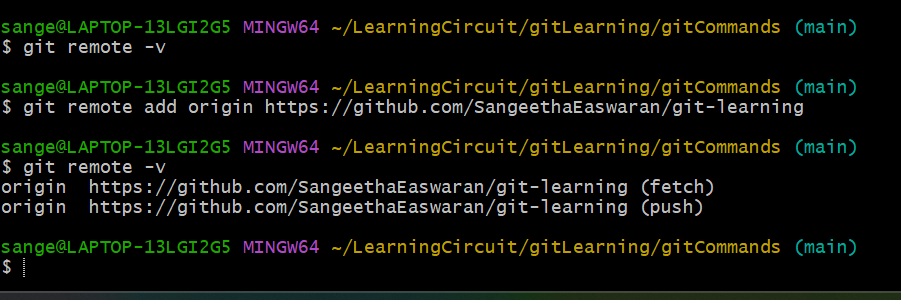 sange@LAPTOP-13LGI2G5 MINGW64 ~/LearningCircuit/gitLearning/gitCommands (main)
$ git remote -v
sange@LAPTOP-13LGI2G5 MINGW64 ~/LearningCircuit/gitLearning/gitCommands (main)
$ git remote add origin https://github.com/SangeethaEaswaran/git-learning
sange@LAPTOP-13LGI2G5 MINGW64 ~/LearningCircuit/gitLearning/gitCommands (main)
$ git remote -v
origin  https://github.com/SangeethaEaswaran/git-learning (fetch)
origin  https://github.com/SangeethaEaswaran/git-learning (push)
sange@LAPTOP-13LGI2G5 MINGW64 ~/LearningCircuit/gitLearning/gitCommands (main)
$